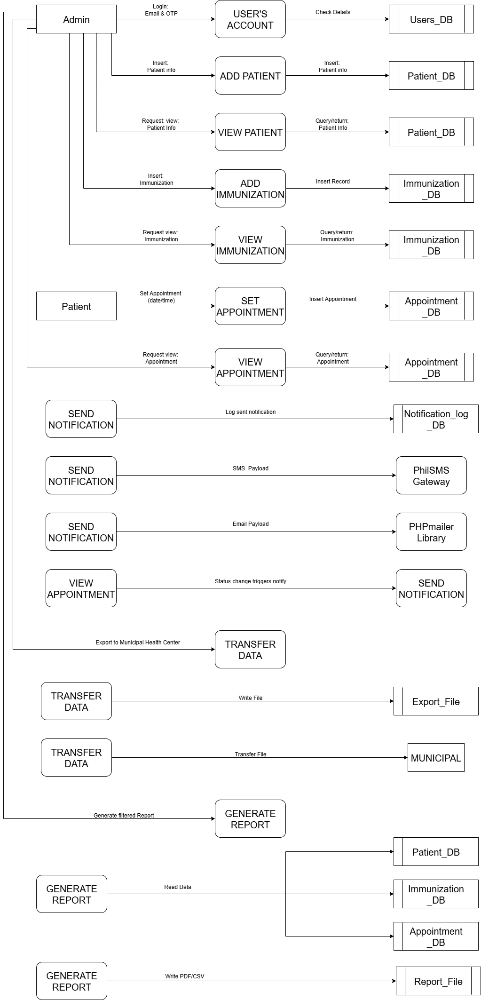 Login:
Email & OTP
Admin
USER'S
ACCOUNT
Check Details
Users_DB
Insert:
Patient info
ADD PATIENT
Insert:
Patient info
Patient_DB
Request: view:
Patient Info
VIEW PATIENT
Query/return:
Patient Info
Patient_DB
Insert:
Immunization
ADD
IMMUNIZATION
Insert Record
Immunization
_DB
Request view:
Immunization
VIEW
IMMUNIZATION
Query/return:
Immunization
Immunization
_DB
Patient
Set Appointment
(date/time)
SET
APPOINTMENT
Insert Appointment
Appointment
_DB
Request view:
Appointment
VIEW
APPOINTMENT
Query/return:
Appointment
Appointment
_DB
SEND
NOTIFICATION
Log sent notification
Notification_log
_DB
SEND
NOTIFICATION
SMS Payload
PhilSMS
Gateway
SEND
NOTIFICATION
Email Payload
PHPmailer
Library
VIEW
APPOINTMENT
Status change triggers notify
SEND
NOTIFICATION
Export to Municipal Health Center
TRANSFER
DATA
TRANSFER
DATA
Write File
Export_File
TRANSFER
DATA
Transfer File
MUNICIPAL
Generate filtered Report
GENERATE
REPORT
Patient_DB
GENERATE
REPORT
Read Data
Immunization
_DB
Appointment
_DB
GENERATE
REPORT
Write PDF/CSV
Report_File